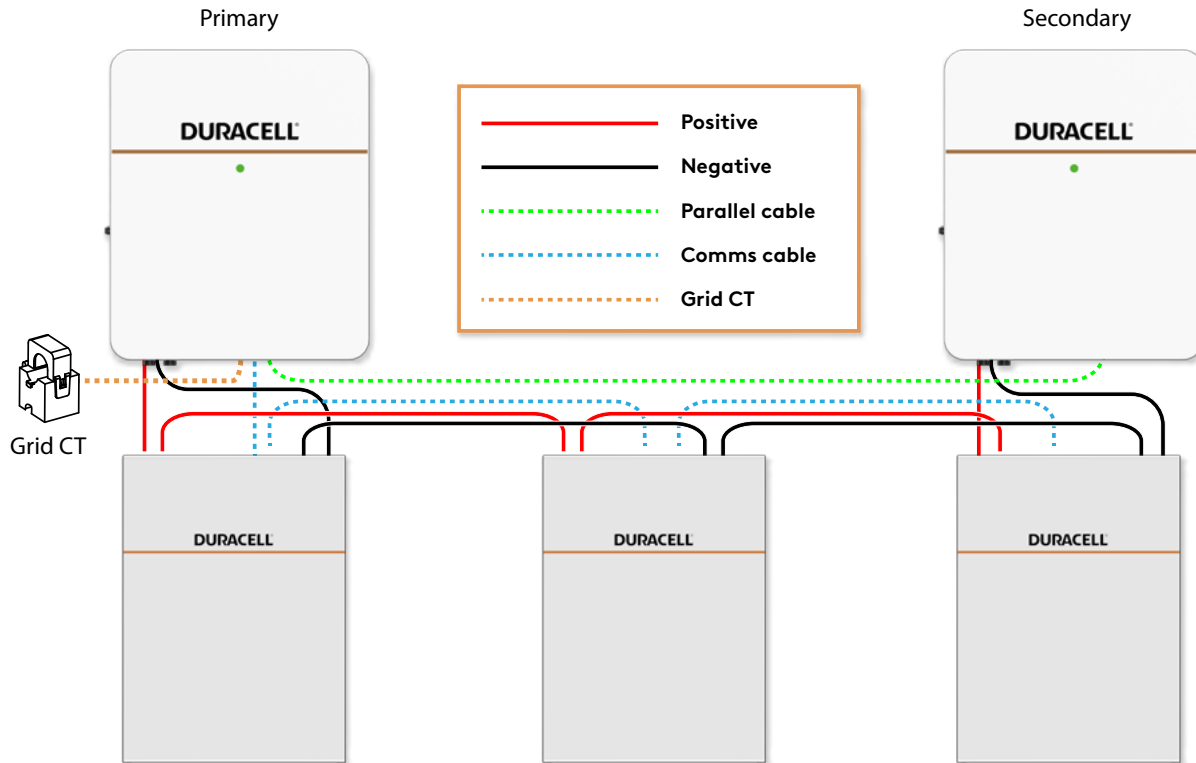 Primary
Secondary
DURACELL
DURACELL
Positive
Negative
Parallel cable
Comms cable
Grid CT
Grid CT
DURACELL
DURACELL
DURACELL